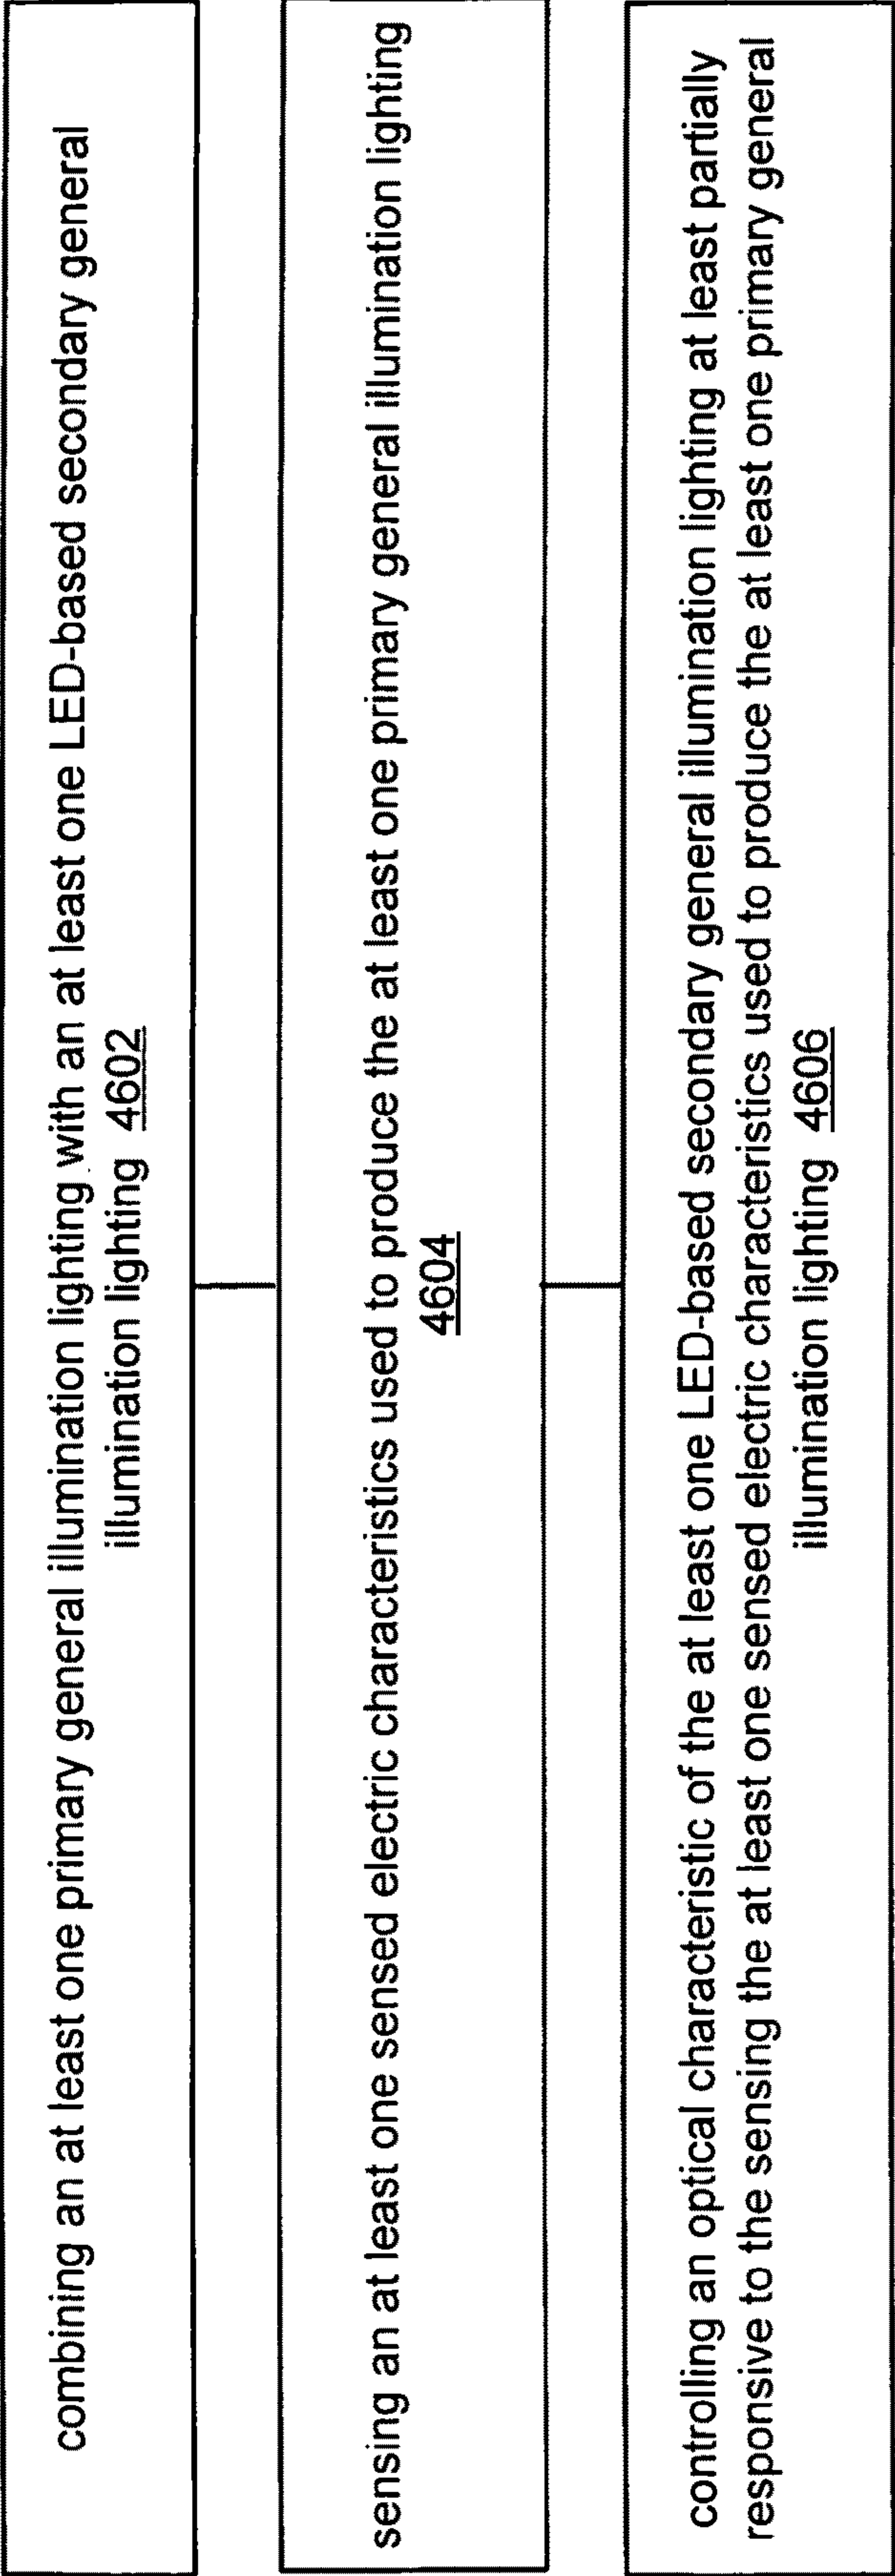 combining an at least one primary general illumination lighting with an at least one LED-based secondary general
illumination lighting 4602
sensing an at least one sensed electric characteristics used to produce the at least one primary general illumination lighting
4604
controlling an optical characteristic of the at least one LED-based secondary general illumination lighting at least partially
responsive to the sensing the at least one sensed electric characteristics used to produce the at least one primary general
illumination lighting 4606